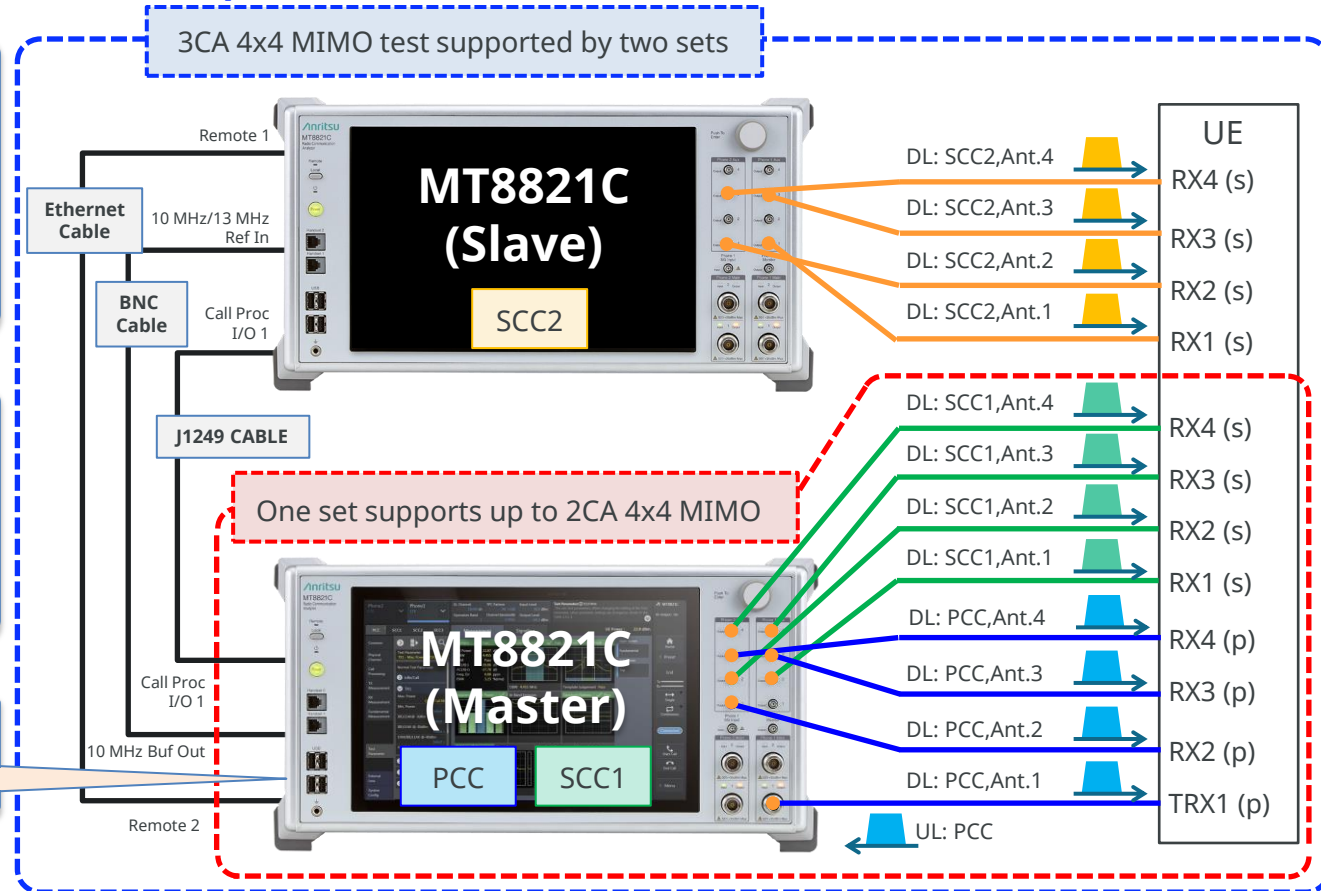 3CA 4x4 MIMO test supported by two sets
Remote 1
Ethernet
Cable
10 MHz/13 MHz
Ref In
BNC
Cable
Call Proc
I/O 1
J1249 CABLE
Anritsu
MT8821C
MT8821C
(Slave)
SCC2
UE
DL: SCC2,Ant.4
RX4 (s)
DL: SCC2,Ant.3
RX3 (s)
DL: SCC2,Ant.2
RX2 (s)
DL: SCC2,Ant.1
RX1 (s)
One set supports up to 2CA 4x4 MIMO
DL: SCC1,Ant.4
RX4 (s)
DL: SCC1,Ant.3
RX3 (s)
DL: SCC1,Ant.2
RX2 (s)
DL: SCC1,Ant.1
RX1 (s)
Anritsu
MT8821C
MT8821C
(Master)
PCC
SCC1
Call Proc
I/O 1
10 MHz Buf Out
Remote 2
DL: PCC,Ant.4
RX4 (p)
DL: PCC,Ant.3
RX3 (p)
DL: PCC,Ant.2
RX2 (p)
DL: PCC,Ant.1
TRX1 (p)
UL: PCC